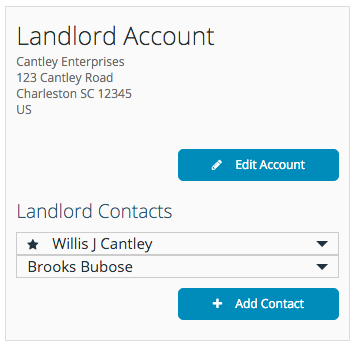 Landlord Account
Cantley Enterprises
123 Cantley Road
Charleston SC 12345
US
Edit Account
Landlord Contacts
Willis J Cantley
Brooks Bubose
Add Contact